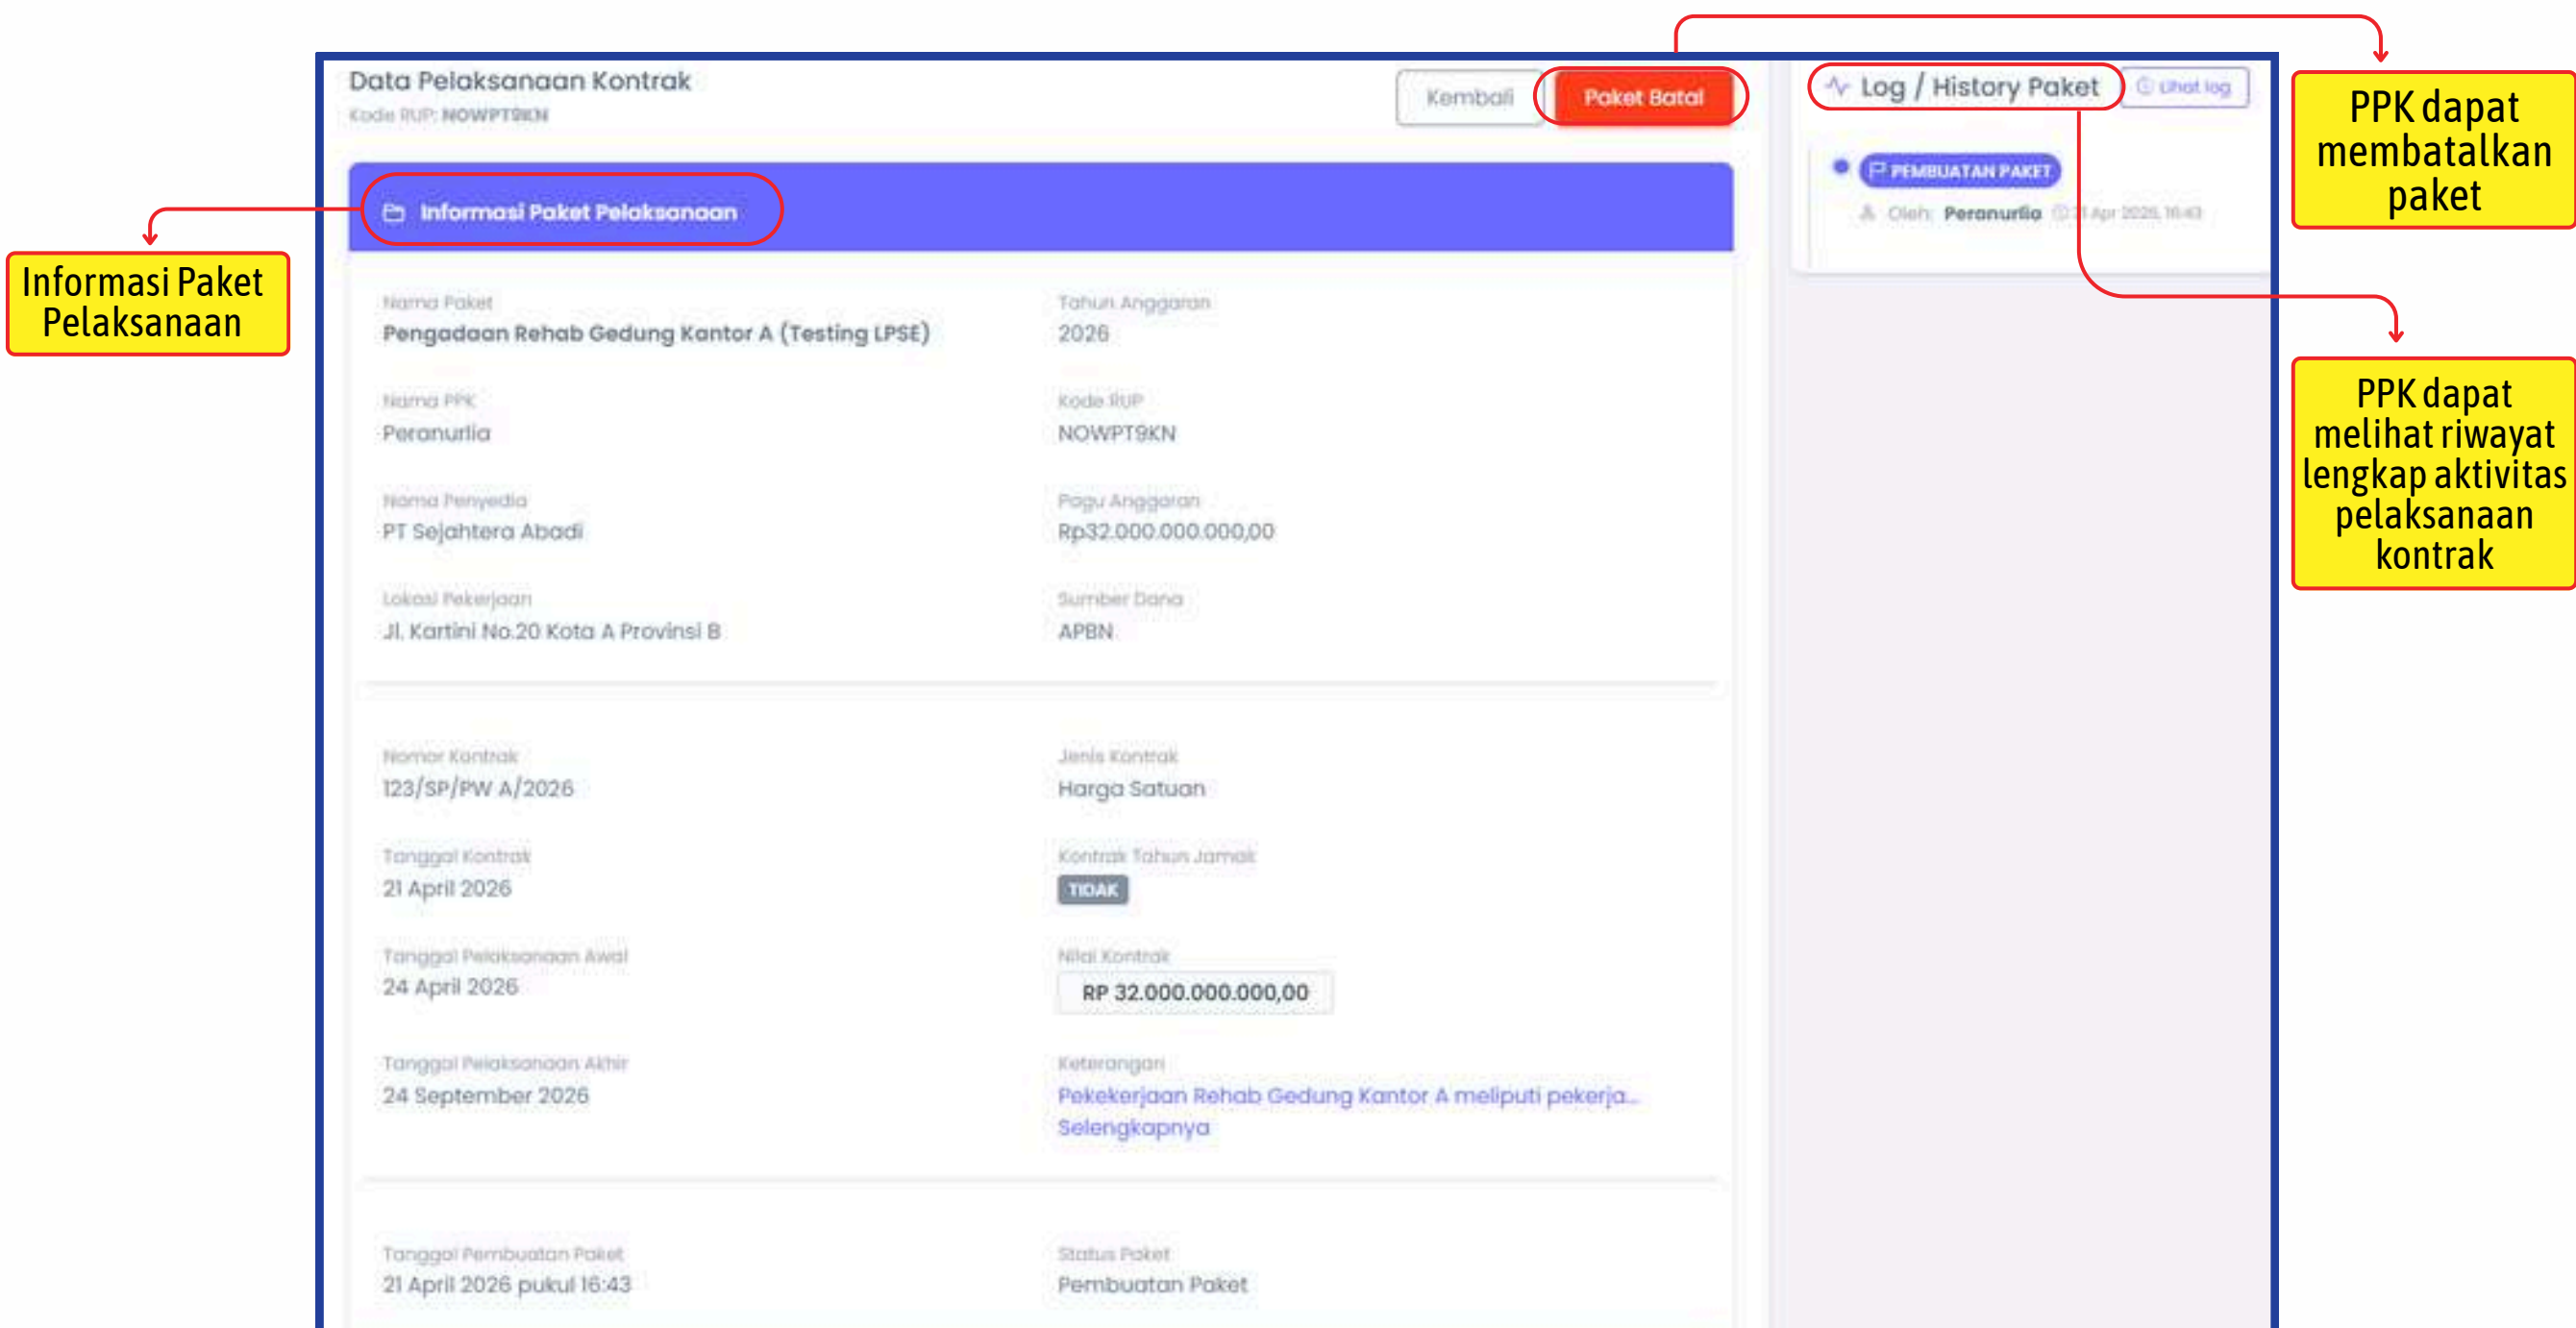 Data Pelaksanaan Kontrak
Kode RUP: NOWPT9KN
Kembali
Paket Batal
Log / History Paket
Lihat log
PPK dapat
membatalkan
paket
PEMBUATAN PAKET
Oleh: Peranurlia 21 Apr 2026, 16:43
Informasi Paket Pelaksanaan
Informasi Paket
Pelaksanaan
Nama Paket
Pengadaan Rehab Gedung Kantor A (Testing LPSE)
Tahun Anggaran
2026
Nama PPK
Peranurlia
Kode RUP
NOWPT9KN
Nama Penyedia
PT Sejahtera Abadi
Pagu Anggaran
Rp32.000.000.000,00
Lokasi Pekerjaan
Jl. Kartini No.20 Kota A Provinsi B
Sumber Dana
APBN
PPK dapat
melihat riwayat
lengkap aktivitas
pelaksanaan
kontrak
Nomor Kontrak
123/SP/PW A/2026
Jenis Kontrak
Harga Satuan
Tanggal Kontrak
21 April 2026
Kontrak Tahun Jamak
TIDAK
Tanggal Pelaksanaan Awal
24 April 2026
Nilai Kontrak
RP 32.000.000.000,00
Tanggal Pelaksanaan Akhir
24 September 2026
Keterangan
Pekekerjaan Rehab Gedung Kantor A meliputi pekerja...
Selengkapnya
Tanggal Pembuatan Paket
21 April 2026 pukul 16:43
Status Paket
Pembuatan Paket